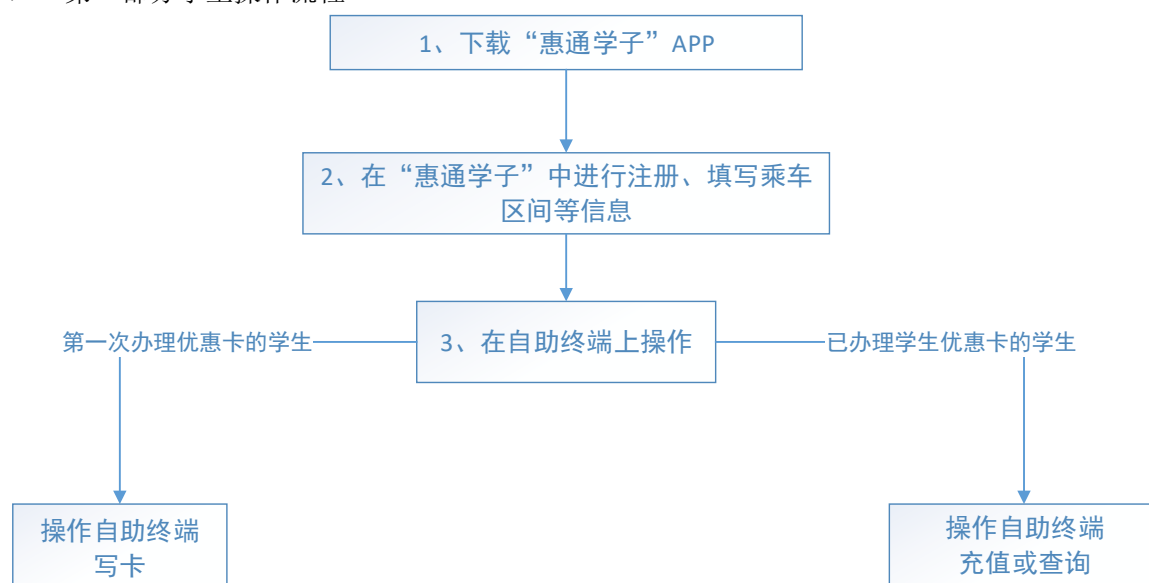 1、下载“惠通学子”APP
2、在“惠通学子”中进行注册、填写乘车
区间等信息
第一次办理优惠卡的学生
3、在自助终端上操作
已办理学生优惠卡的学生
操作自助终端
写卡
操作自助终端
充值或查询